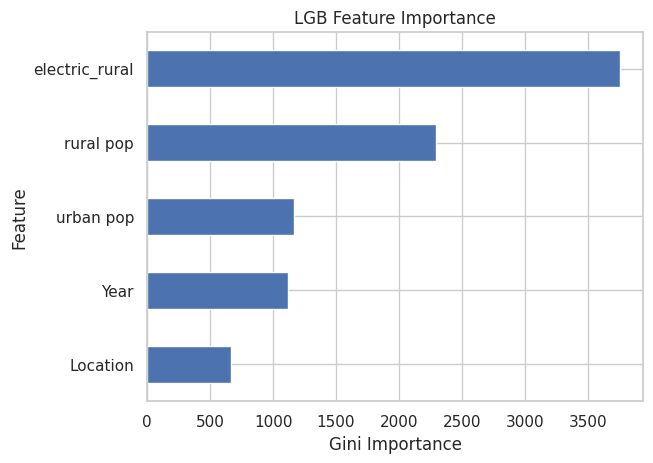 LGB Feature Importance
Feature
electric_rural
rural pop
urban pop
Year
Location
0 500 1000 1500 2000 2500 3000 3500
Gini Importance